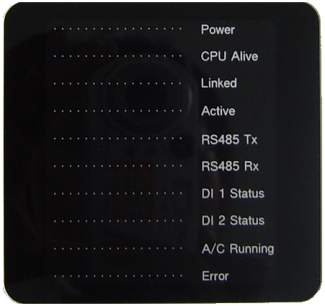 Power
CPU Alive
Linked
Active
RS485 Tx
RS485 Rx
DI 1 Status
DI 2 Status
A/C Running
Error